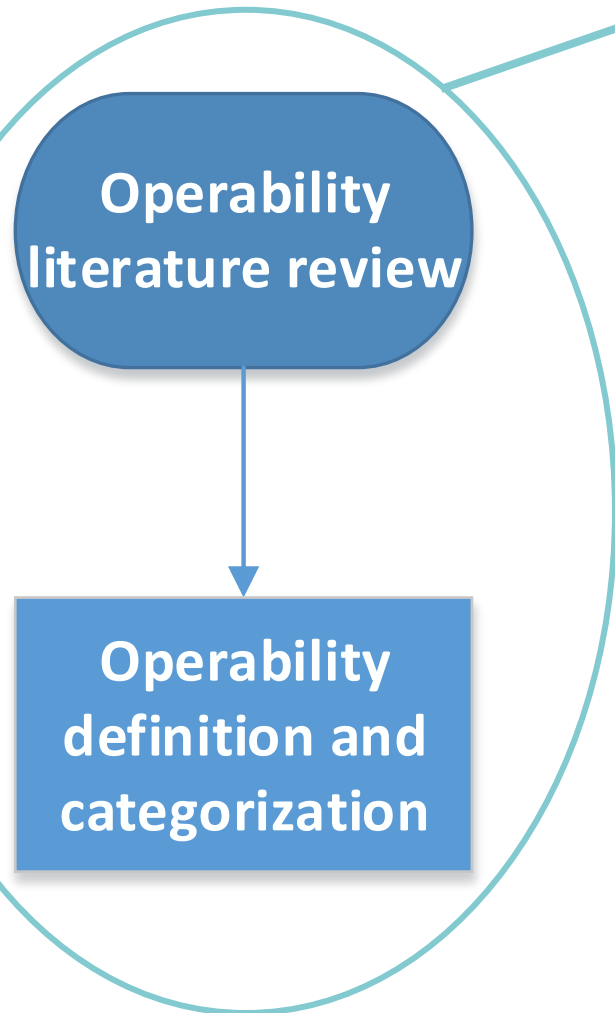 Operability
literature review
Operability
definition and
categorization